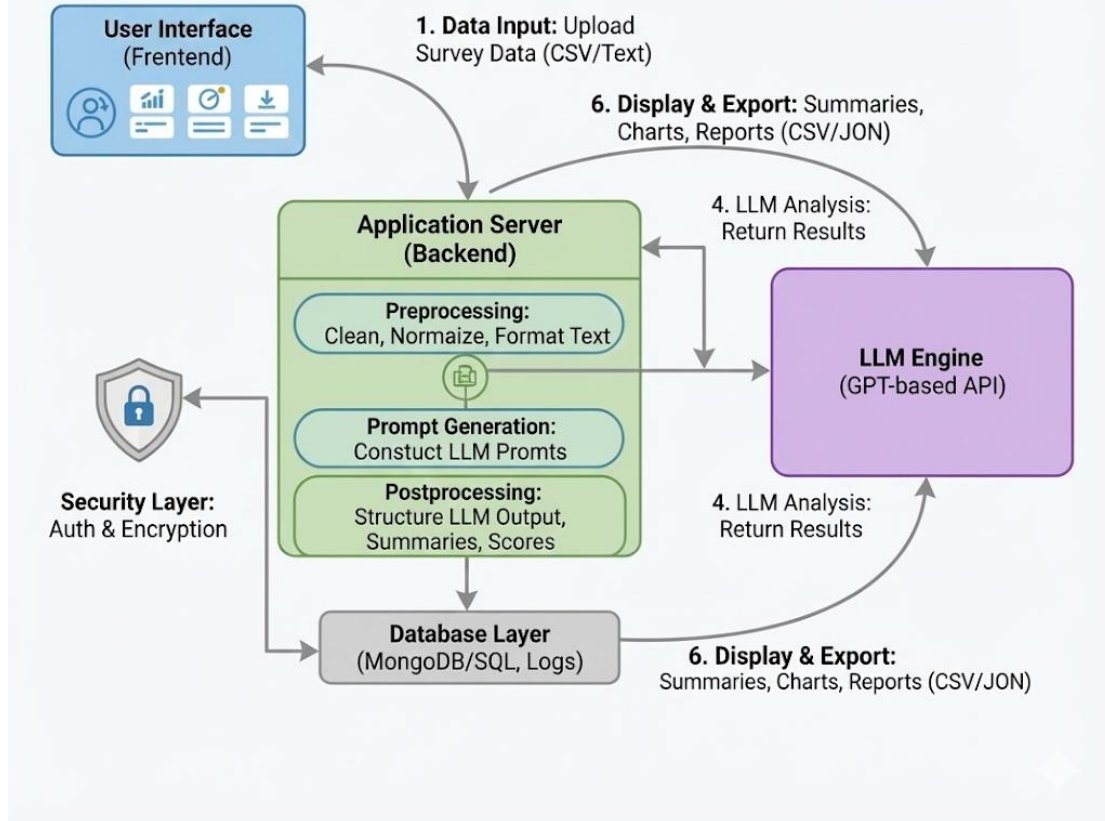 User Interface
(Frentend)
1. Data Input: Upload
Survey Data (CSV/Text)
6. Display & Export: Summaries,
Charts, Reports (CSV/JON)
4. LLM Analysis:
Return Results
Application Server
(Backend)
Preprocessing:
Clean, Normaize, Format Text
LLM Engine
(GPT-based API)
Prompt Generation:
Constuct LLM Promts
Postprocessing:
Structure LLM Output,
Summaries, Scores
Security Layer:
Auth & Encryption
4. LLM Analysis:
Return Results
Database Layer
(MongoDB/SQL, Logs)
6. Display & Export:
Summaries, Charts, Reports (CSV/JON)